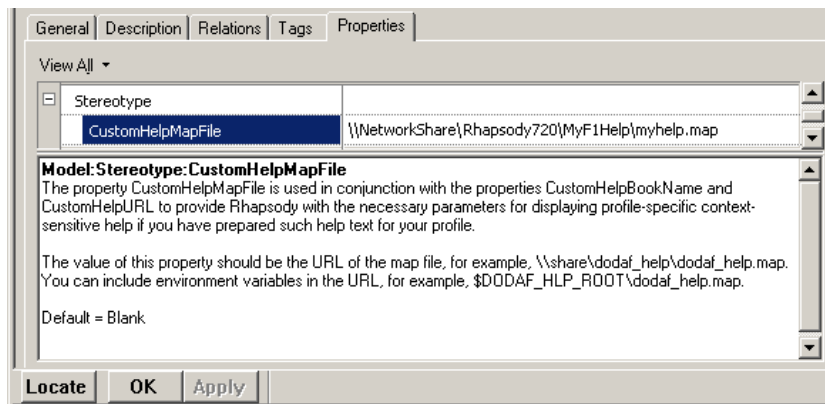 General Description Relations Tags Properties
View All
Stereotype
CustomHelpMapFile \\NetworkShare\Rhapsody720\MyF1Help\myhelp.map
Model:Stereotype:CustomHelpMapFile
The property CustomHelpMapFile is used in conjunction with the properties CustomHelpBookName and
CustomHelpURL to provide Rhapsody with the necessary parameters for displaying profile-specific context-
sensitive help if you have prepared such help text for your profile.
The value of this property should be the URL of the map file, for example, \\share\dodaf_help\dodaf_help.map.
You can include environment variables in the URL, for example, $DODAF_HLP_ROOT\dodaf_help.map.
Default = Blank
Locate OK Apply